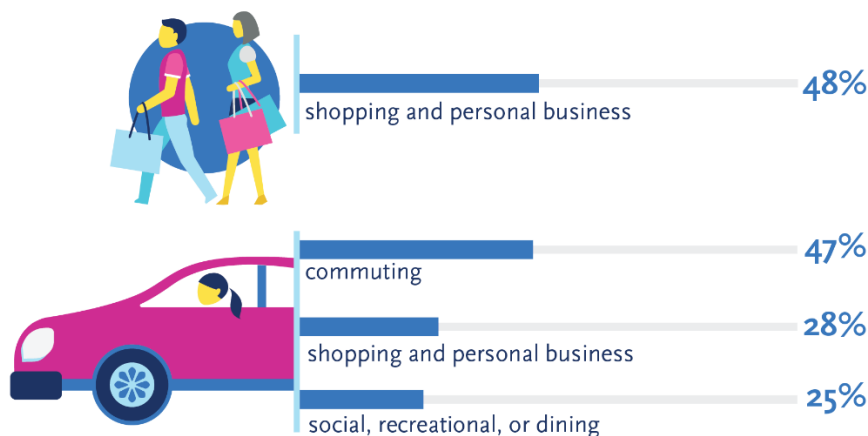 48%
shopping and personal business
47%
commuting
28%
shopping and personal business
25%
social, recreational, or dining